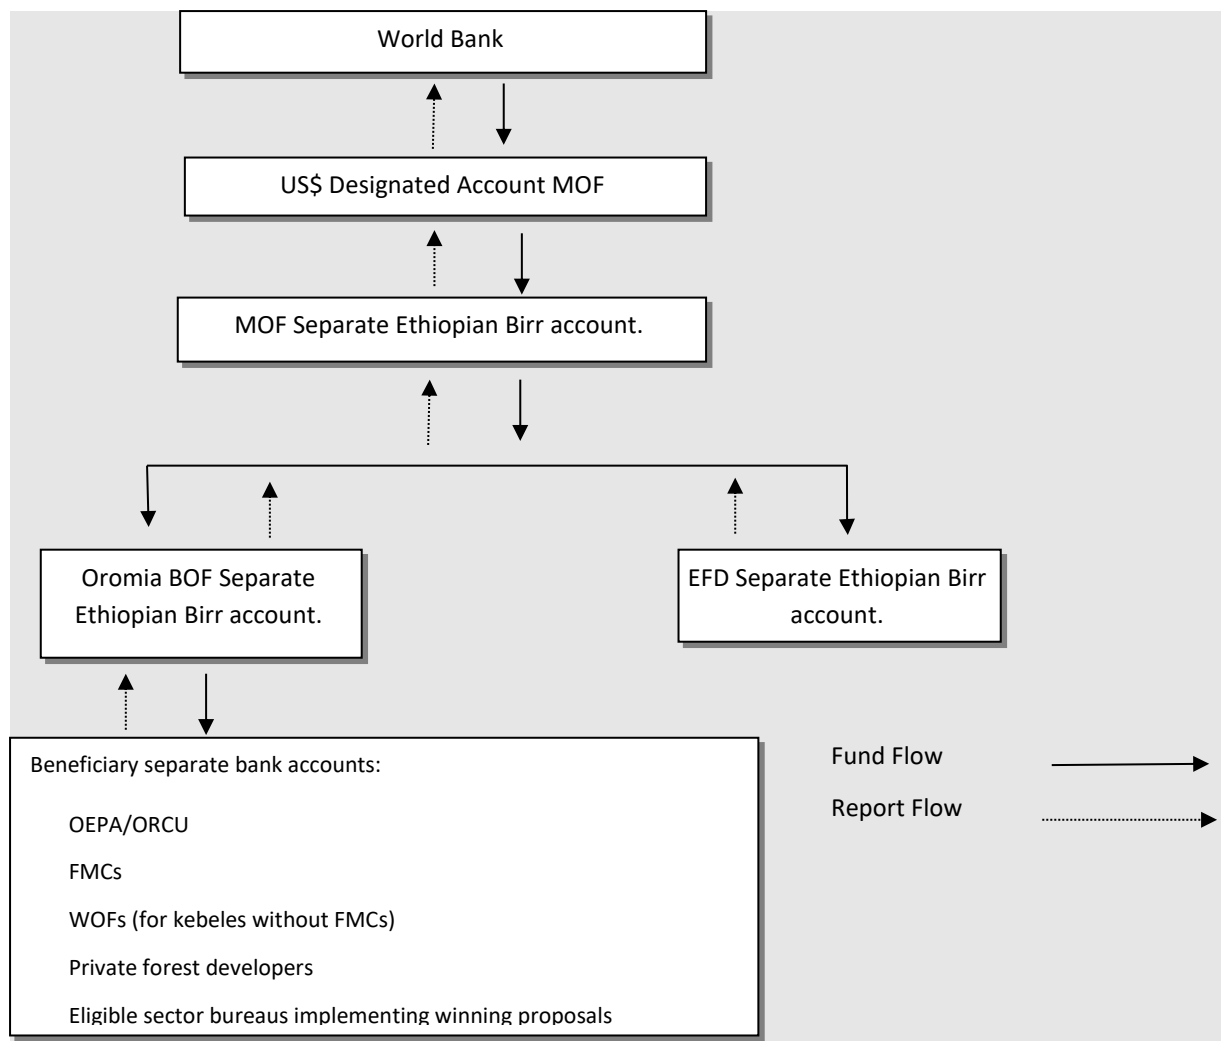 World Bank
US$ Designated Account MOF
MOF Separate Ethiopian Birr account.
Oromia BOF Separate
Ethiopian Birr account.
EFD Separate Ethiopian Birr
account.
Beneficiary separate bank accounts:
OEPA/ORCU
FMCs
WOFs (for kebeles without FMCs)
Private forest developers
Eligible sector bureaus implementing winning proposals
Fund Flow
Report Flow